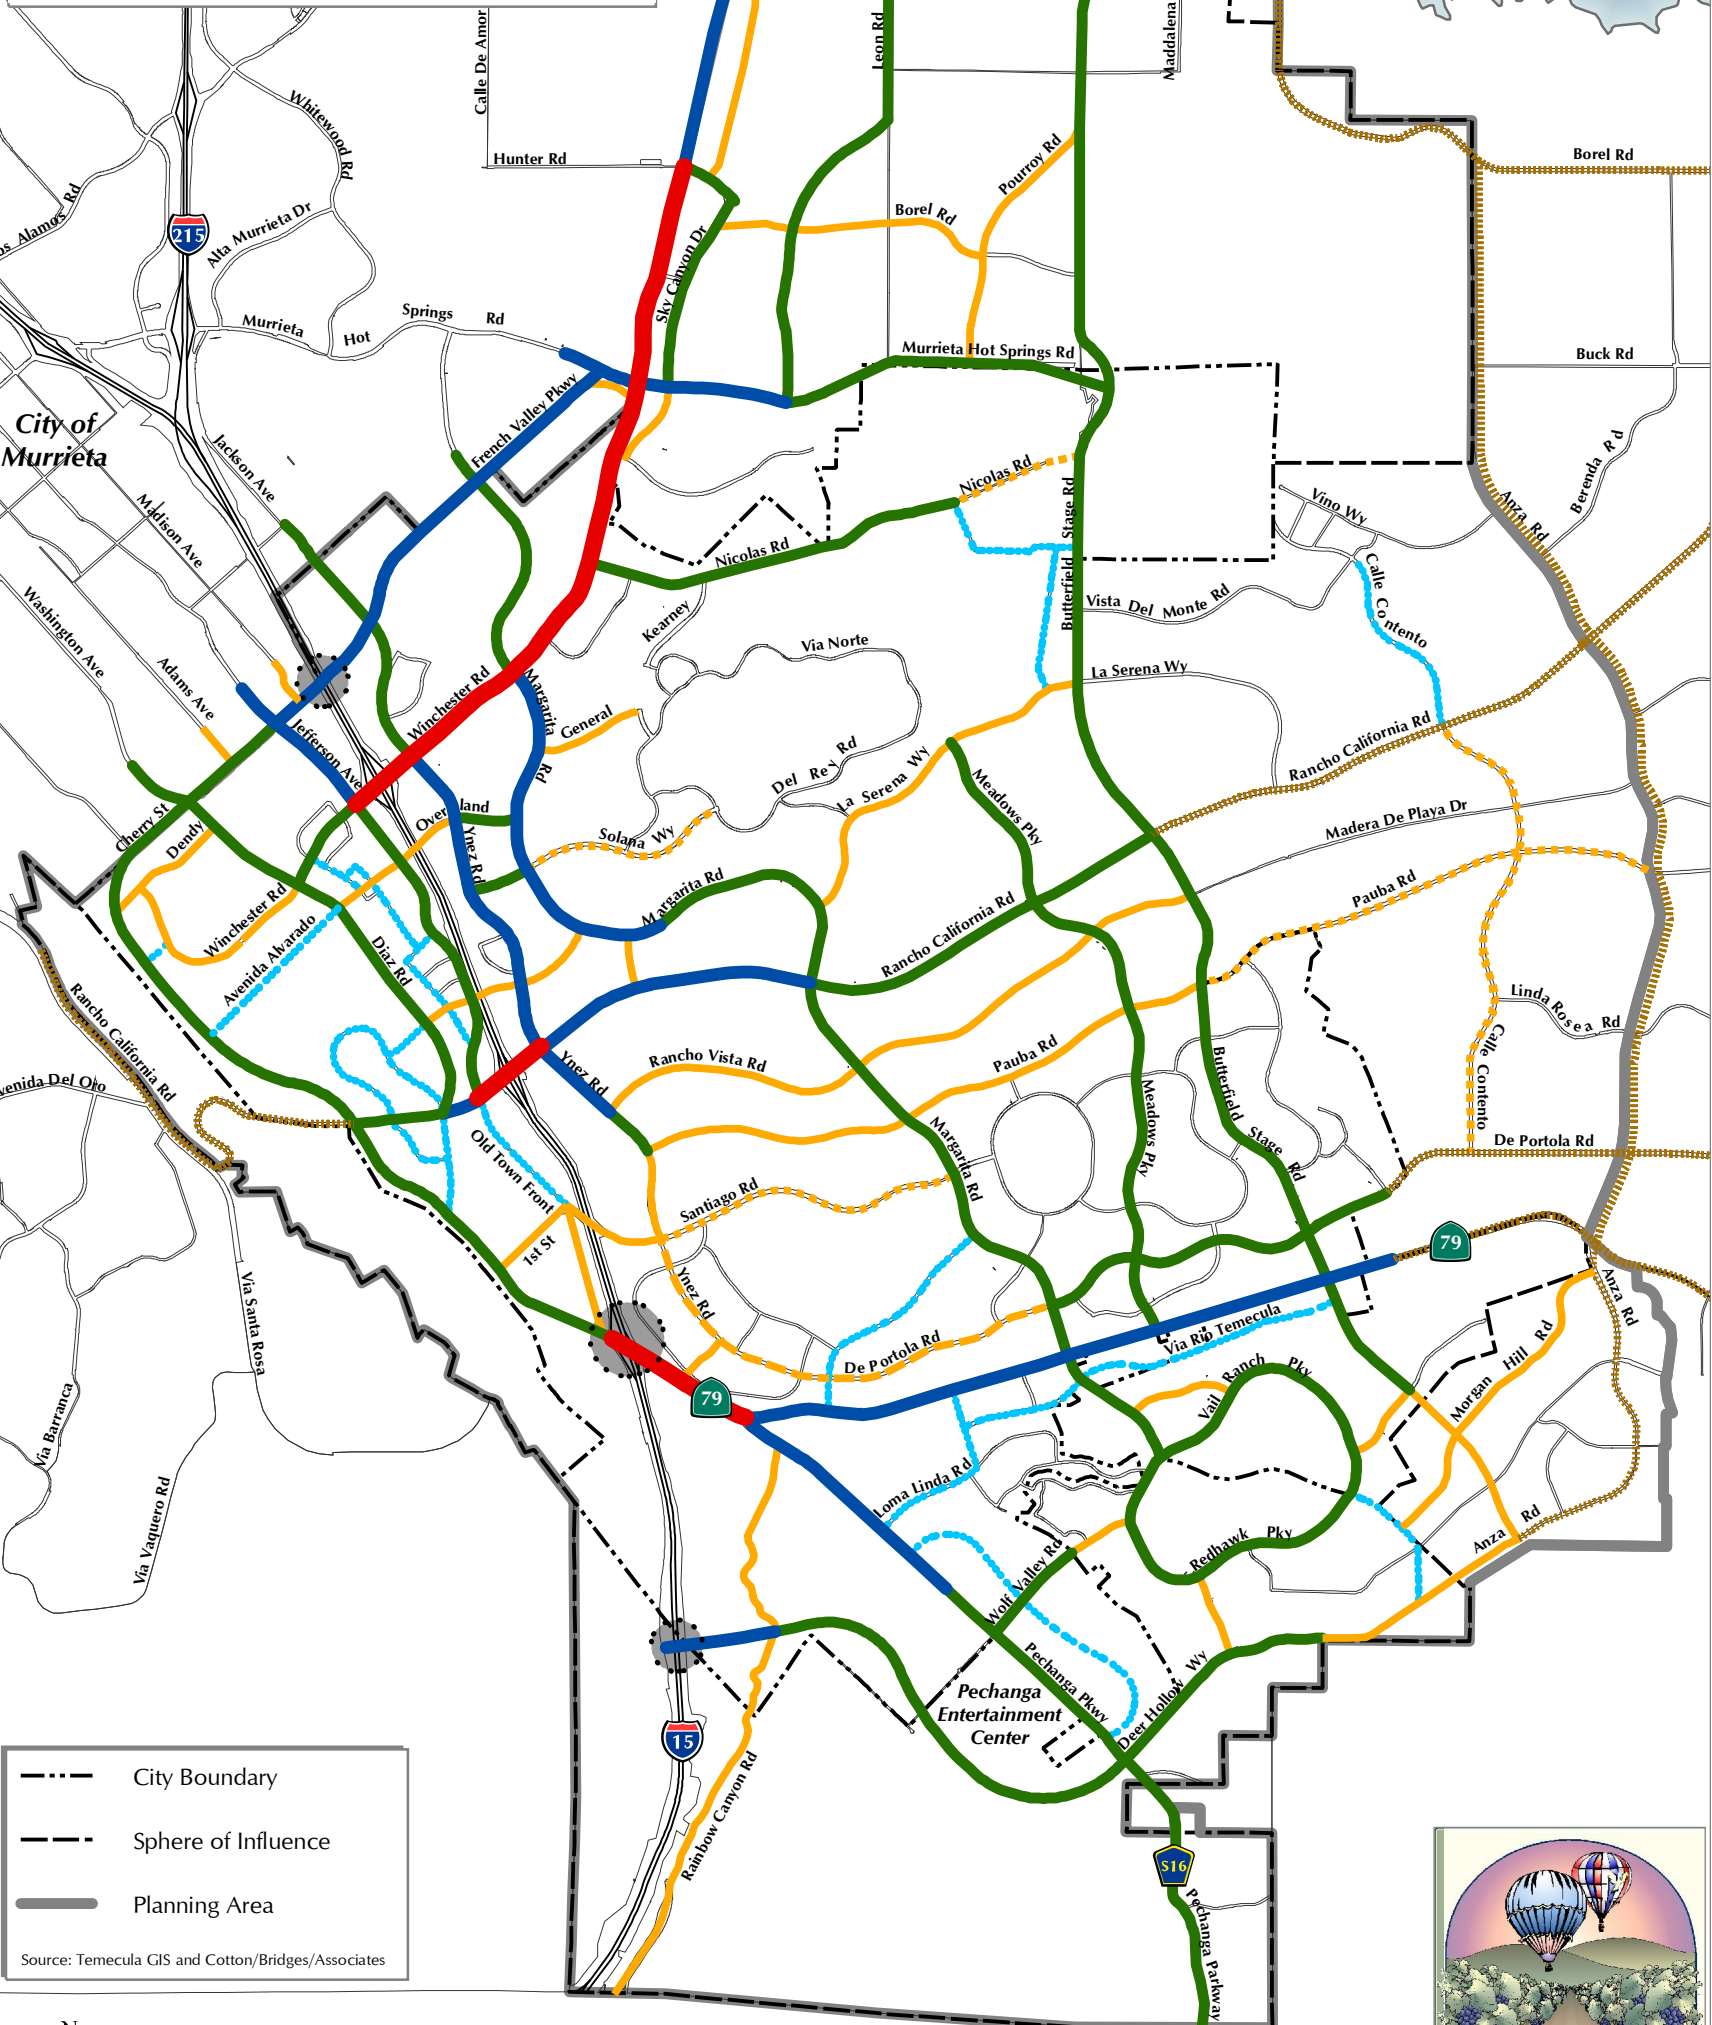 Calle De Amor
Leon Rd
Maddalena
Whitewood Rd
Hunter Rd
Pourroy Rd
Borel Rd
Alamos Rd
215
Alta Murrieta Dr
Borel Rd
Sky Canyon Dr
Murrieta Hot Springs Rd
Murrieta Hot Springs Rd
Buck Rd
French Valley Pkwy
City of
Murrieta
Jackson Ave
Madison Ave
Nicolas Rd
Butterfield Stage Rd
Vino Wy
Anza Rd
Berenda Rd
Nicolas Rd
Calle Contento
Washington Ave
Kearney
Vista Del Monte Rd
Via Norte
Adams Ave
Winchester Rd
Margarita Rd
General
La Serena Wy
Jefferson Ave
Del Rey Rd
La Serena Wy
Rancho California Rd
Meadows Pky
Cherry St
Dendy
Overland
Ynez Rd
Solana Wy
Madera De Playa Dr
Winchester Rd
Margarita Rd
Pauba Rd
Avenida Alvarado
Diaz Rd
Rancho California Rd
Rancho California Rd
Linda Rosea Rd
Calle Contento
Ynez Rd
Rancho Vista Rd
Pauba Rd
Butterfield Stage Rd
Meadows Pky
Del Oro
Old Town Front
Margarita Rd
De Portola Rd
Santiago Rd
1st St
79
Via Santa Rosa
Ynez Rd
Anza Rd
Via Rio Temecula
De Portola Rd
Vail Ranch Pky
Morgan Hill Rd
79
Via Barranca
Via Vaquero Rd
Loma Linda Rd
Anza Rd
Redhawk Pky
Wolf Valley Rd
Pechanga Pkwy
Deer Hollow Wy
Pechanga
Entertainment
Center
15
Rainbow Canyon Rd
S16
Pechanga Parkway
City Boundary
Sphere of Influence
Planning Area
Source: Temecula GIS and Cotton/Bridges/Associates